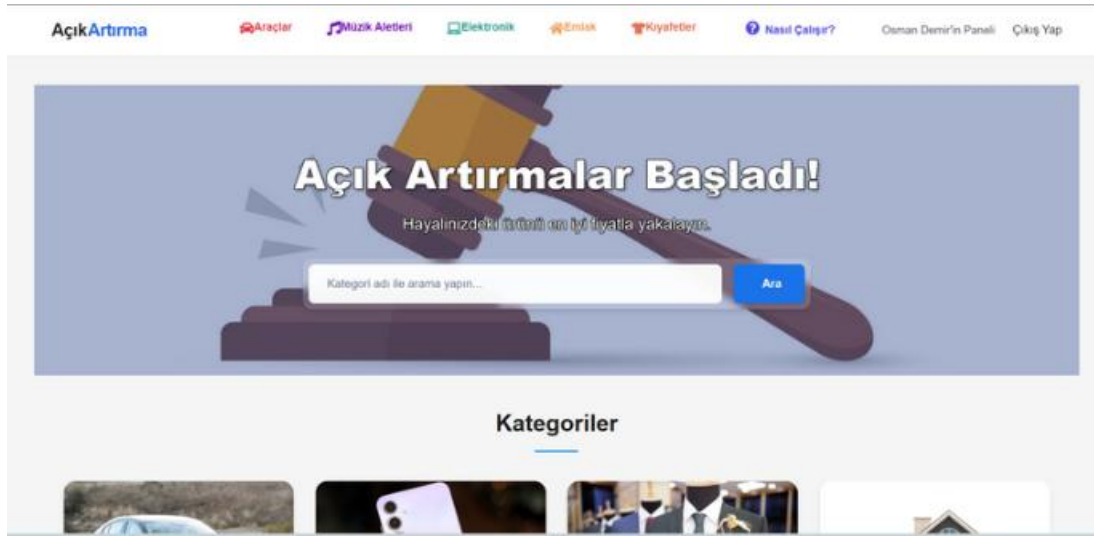 AçıkArtırma
Araçlar
Müzik Aletleri
Elektronik
Emlak
Kıyafetler
? Nasıl Çalışır?
Osman Demir'in Paneli
Çıkış Yap
Açık Artırmalar Başladı!
Hayalinizdeki ürünü en iyi fiyatla yakalayın.
Kategori adı ile arama yapın...
Ara
Kategoriler